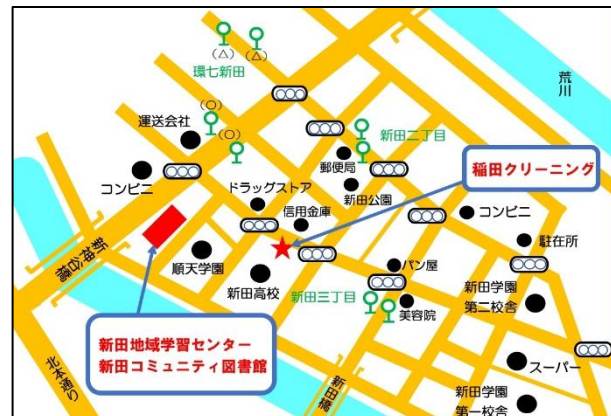 (△)
(△)
環七新田
荒川
(〇)
運送会社
(〇)
新田二丁目
郵便局
稲田クリーニング
コンビニ
ドラッグストア
新田公園
信用金庫
コンビニ
新神谷橋
順天学園
駐在所
新田高校
パン屋
新田三丁目
新田学園
第二校舎
美容院
新田地域学習センター
新田コミュニティ図書館
北本通り
新田橋
スーパー
新田学園
第一校舎